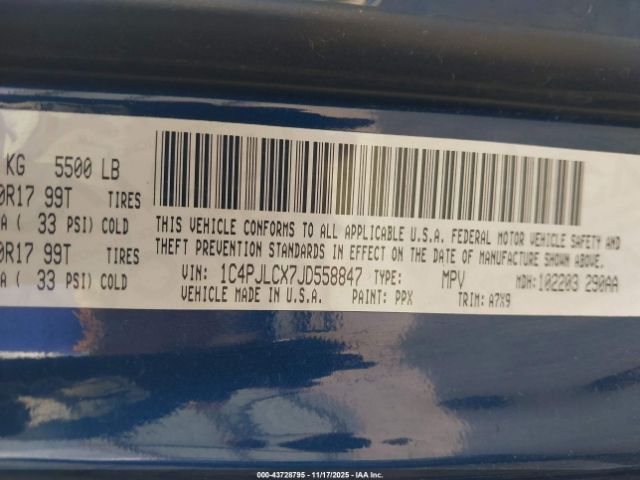 KG 5500 LB
0R17 99T TIRES
A ( 33 PSI) COLD
0R17 99T TIRES
A ( 33 PSI) COLD
THIS VEHICLE CONFORMS TO ALL APPLICABLE U.S.A. FEDERAL MOTOR VEHICLE SAFETY AND
THEFT PREVENTION STANDARDS IN EFFECT ON THE DATE OF MANUFACTURE SHOWN ABOVE.
VIN: 1C4PJLCX7JD558847 TYPE: MPV MDH: 102203 290AA
VEHICLE MADE IN U.S.A. PAINT: PPX TRIM: A7X9
000-43728795 - 11/17/2025 - IAA Inc.